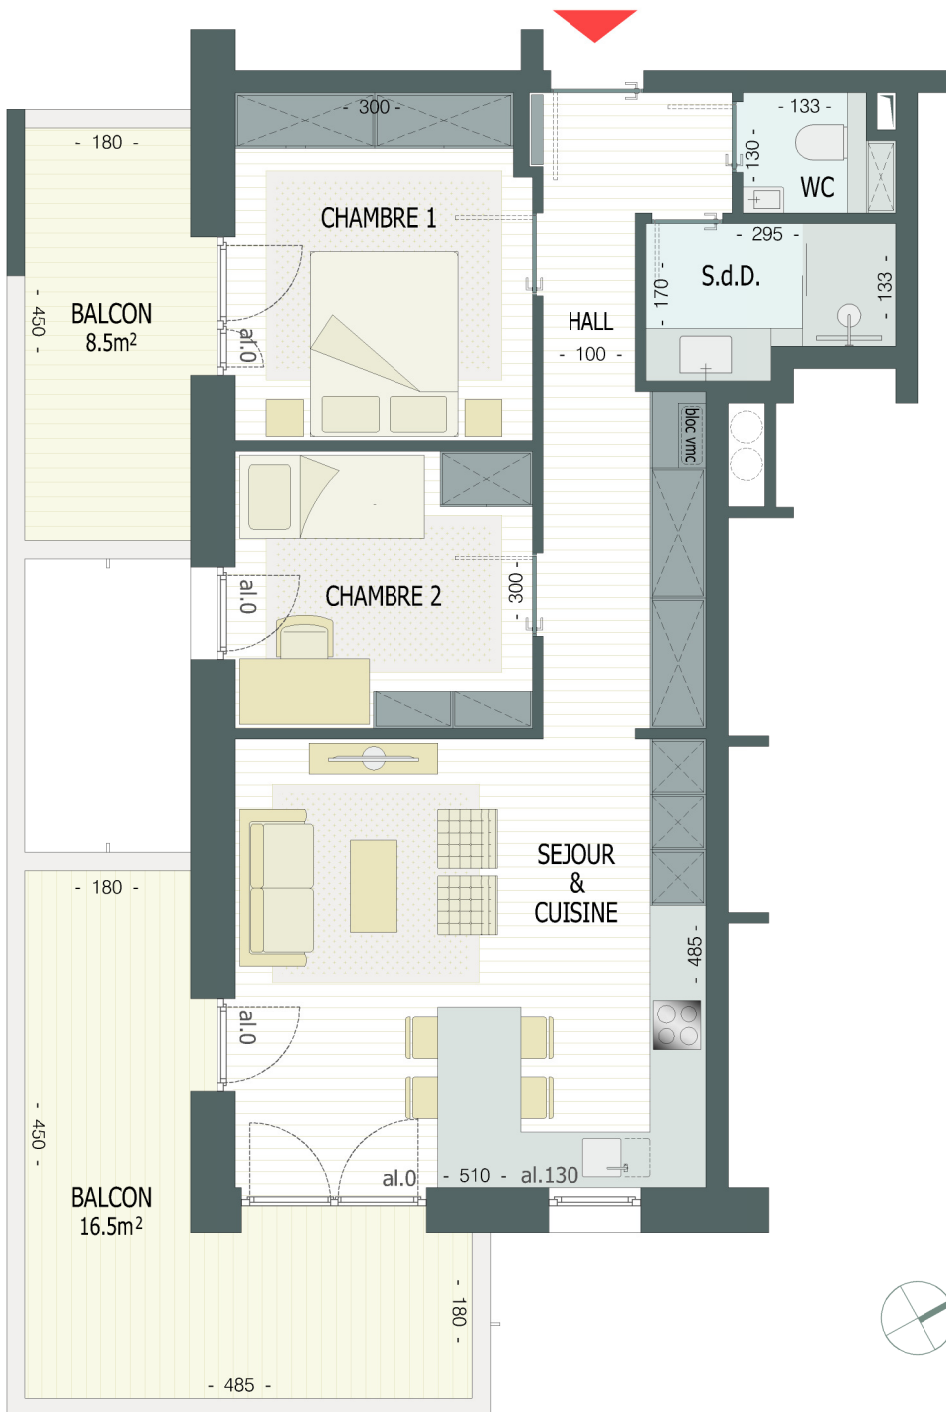 - 300 -
- 133 -
- 180 -
- 130 -
WC
CHAMBRE 1
- 295 -
S.d.D.
- 170 -
- 133 -
- 450 -
BALCON
8.5m²
HALL
- 100 -
al.0
bloc vmc
al.0
CHAMBRE 2
- 300 -
SEJOUR
&
CUISINE
- 180 -
- 485 -
al.0
- 450 -
al.0
- 510 -
al.130
BALCON
16.5m²
- 180 -
- 485 -